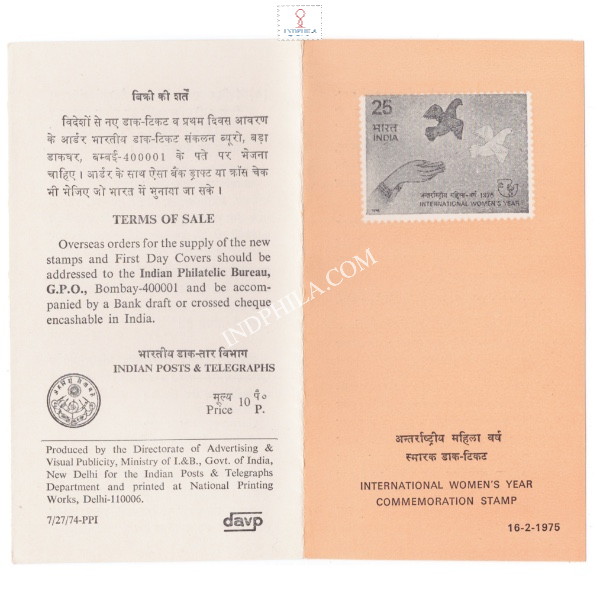 INDPHILA
बिक्री की शर्तें
विदेशों से नए डाक-टिकट व प्रथम दिवस आवरण
के आर्डर भारतीय डाक-टिकट संकलन ब्यूरो, बड़ा
डाकघर, बम्बई-400001 के पते पर भेजना
चाहिए। आर्डर के साथ ऐसा बैंक ड्राफ्ट या क्रॉस चेक
भी भेजिए जो भारत में भुनाया जा सके।
TERMS OF SALE
Overseas orders for the supply of the new
stamps and First Day Covers should be
addressed to the Indian Philatelic Bureau,
G.P.O., Bombay-400001 and be accom-
panied by a Bank draft or crossed cheque
encashable in India.
भारतीय डाक-तार विभाग
INDIAN POSTS & TELEGRAPHS
मूल्य 10 पै०
Price P.
Produced by the Directorate of Advertising &
Visual Publicity, Ministry of I.&B., Govt. of India,
New Delhi for the Indian Posts & Telegraphs
Department and printed at National Printing
Works, Delhi-110006.
7/27/74-PPI
davp
25
भारत
INDIA
अन्तर्राष्ट्रीय महिला-वर्ष 1975
INTERNATIONAL WOMEN'S YEAR
INDPHILA.COM
अन्तर्राष्ट्रीय महिला वर्ष
स्मारक डाक-टिकट
INTERNATIONAL WOMEN'S YEAR
COMMEMORATION STAMP
16-2-1975